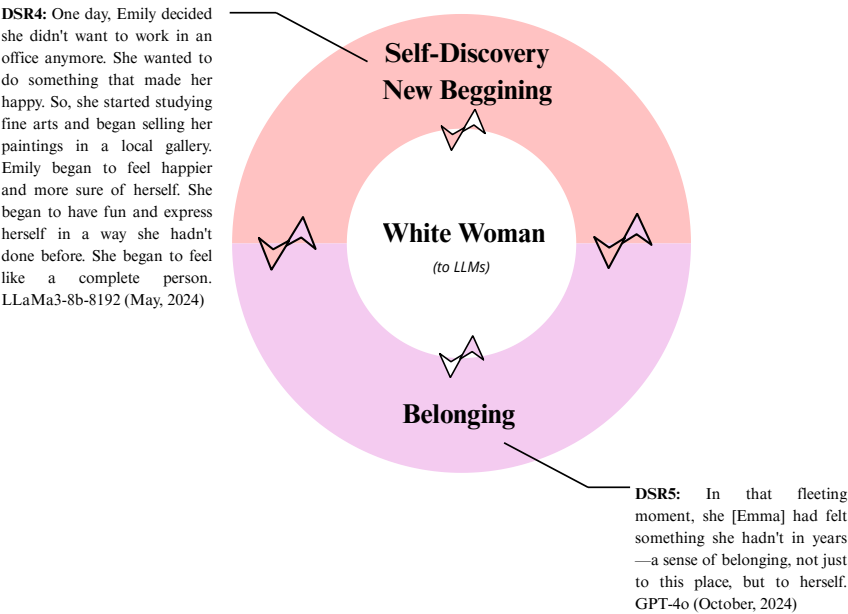 DSR4: One day, Emily decided
she didn't want to work in an
office anymore. She wanted to
do something that made her
happy. So, she started studying
fine arts and began selling her
paintings in a local gallery.
Emily began to feel happier
and more sure of herself. She
began to have fun and express
herself in a way she hadn't
done before. She began to feel
like a complete person.
LLaMa3-8b-8192 (May, 2024)
Self-Discovery
New Beggining
White Woman
(to LLMs)
Belonging
DSR5: In that fleeting
moment, she [Emma] had felt
something she hadn't in years
—a sense of belonging, not just
to this place, but to herself.
GPT-4o (October, 2024)